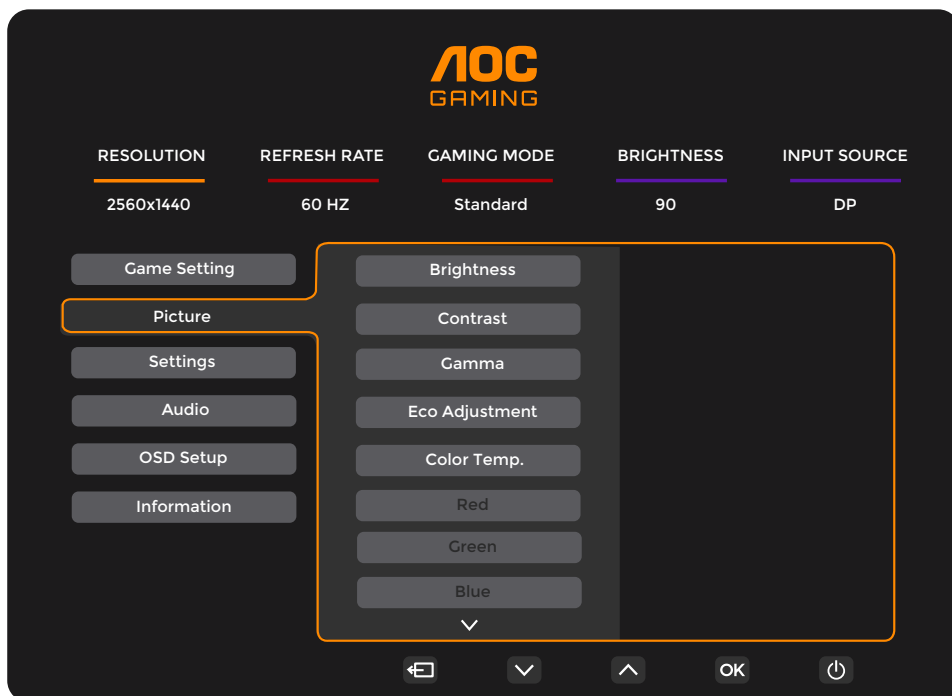 AOC
GAMING
RESOLUTION REFRESH RATE GAMING MODE BRIGHTNESS INPUT SOURCE
2560x1440 60 HZ Standard 90 DP
Game Setting
Picture
Settings
Audio
OSD Setup
Information
Brightness
Contrast
Gamma
Eco Adjustment
Color Temp.
Red
Green
Blue
OK